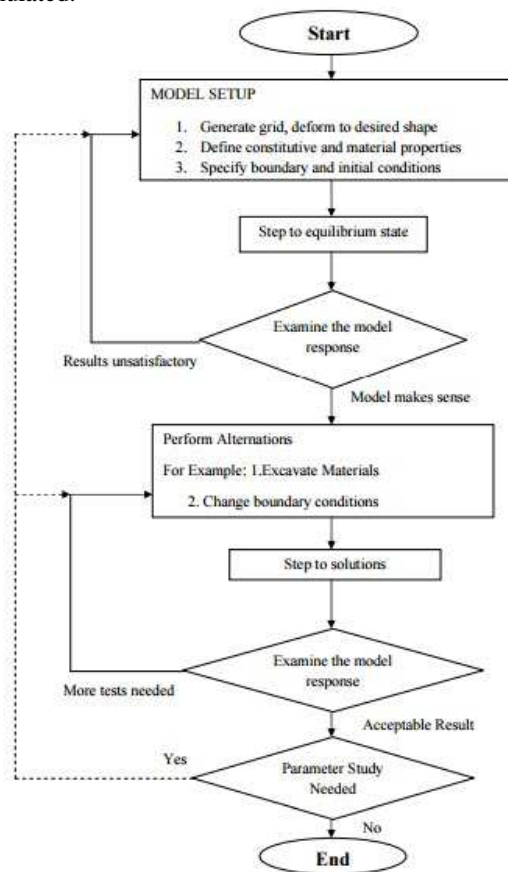 Start
MODEL SETUP
1. Generate grid, deform to desired shape
2. Define constitutive and material properties
3. Specify boundary and initial conditions
Step to equilibrium state
Examine the model
response
Results unsatisfactory
Model makes sense
Perform Alternations
For Example: 1.Excavate Materials
2. Change boundary conditions
Step to solutions
Examine the model
response
More tests needed
Acceptable Result
Yes
Parameter Study
Needed
No
End